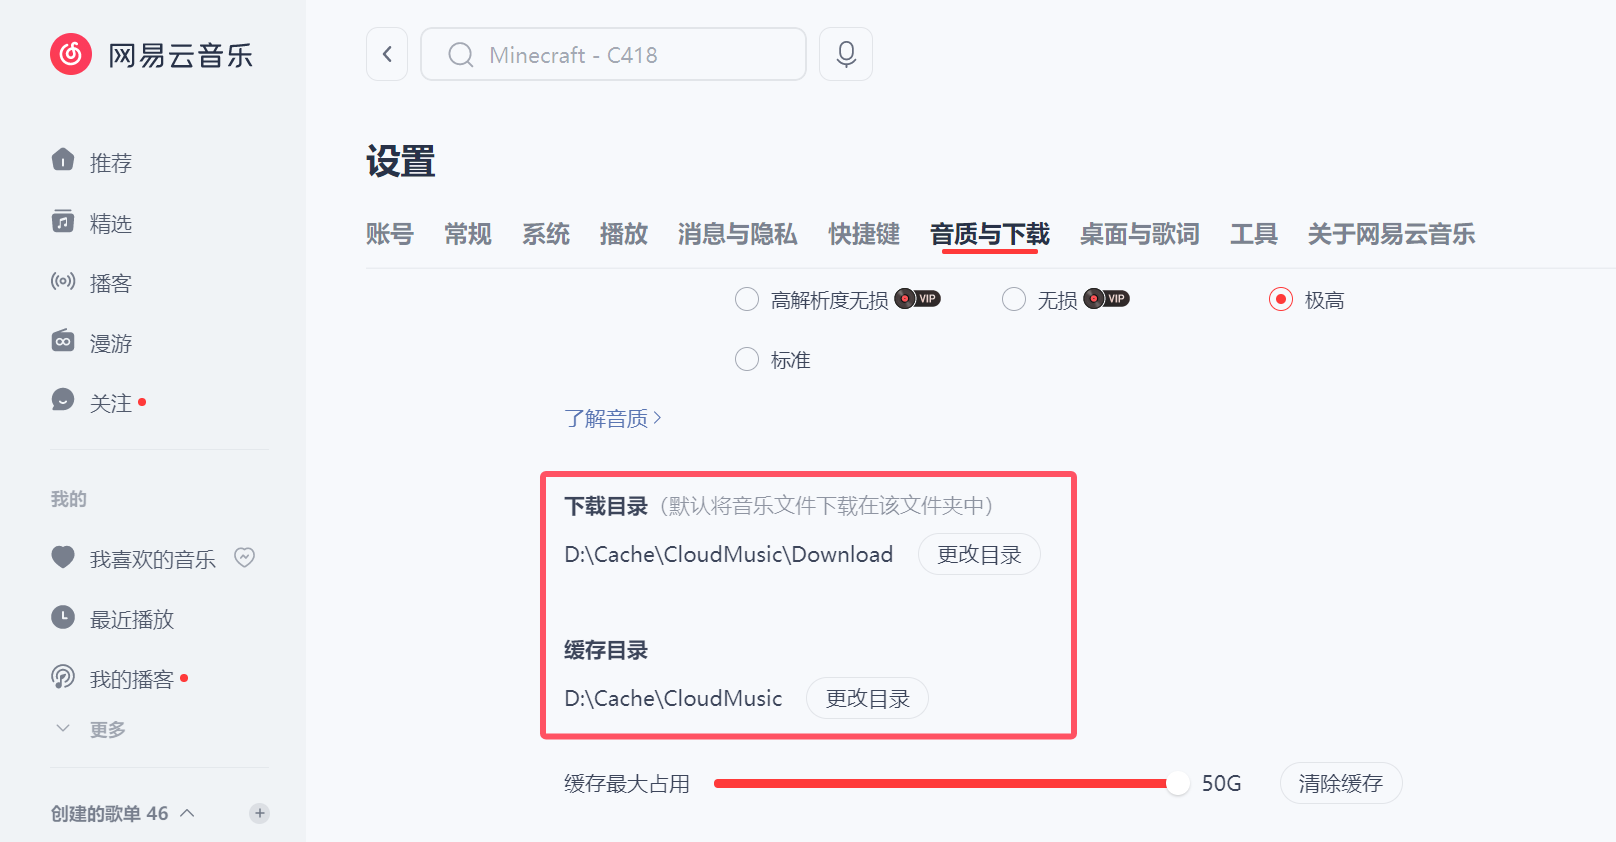 网易云音乐
Minecraft - C418
推荐
精选
播客
漫游
关注
我的
我喜欢的音乐
最近播放
我的播客
更多
创建的歌单 46
设置
账号 常规 系统 播放 消息与隐私 快捷键 音质与下载 桌面与歌词 工具 关于网易云音乐
高解析度无损 VIP 无损 VIP 极高
标准
了解音质
下载目录（默认将音乐文件下载在该文件夹中）
D:\Cache\CloudMusic\Download 更改目录
缓存目录
D:\Cache\CloudMusic 更改目录
缓存最大占用 50G 清除缓存